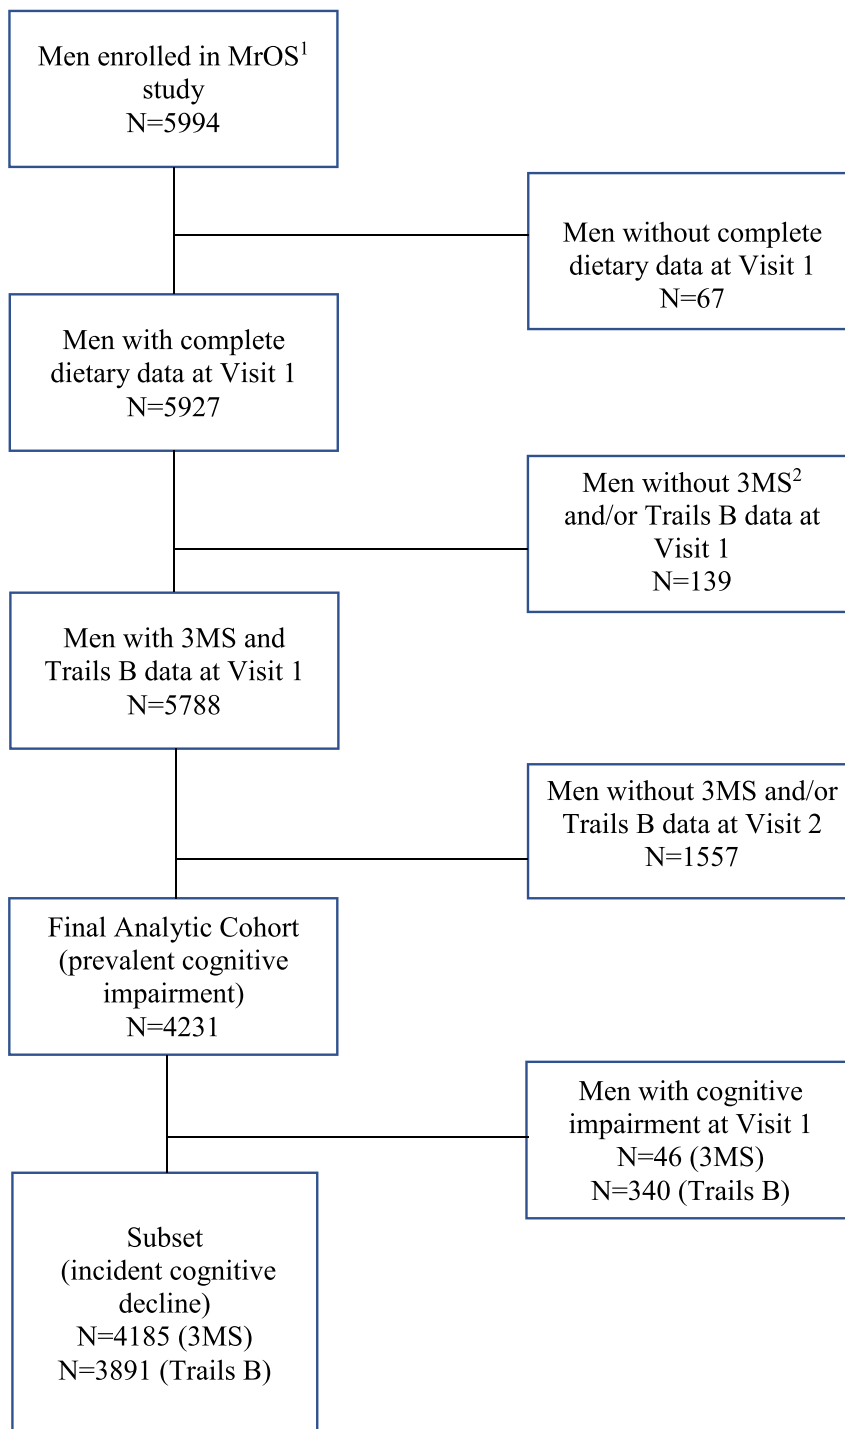 Men enrolled in MrOS¹
study
N=5994
Men without complete
dietary data at Visit 1
N=67
Men with complete
dietary data at Visit 1
N=5927
Men without 3MS²
and/or Trails B data at
Visit 1
N=139
Men with 3MS and
Trails B data at Visit 1
N=5788
Men without 3MS and/or
Trails B data at Visit 2
N=1557
Final Analytic Cohort
(prevalent cognitive
impairment)
N=4231
Men with cognitive
impairment at Visit 1
N=46 (3MS)
N=340 (Trails B)
Subset
(incident cognitive
decline)
N=4185 (3MS)
N=3891 (Trails B)